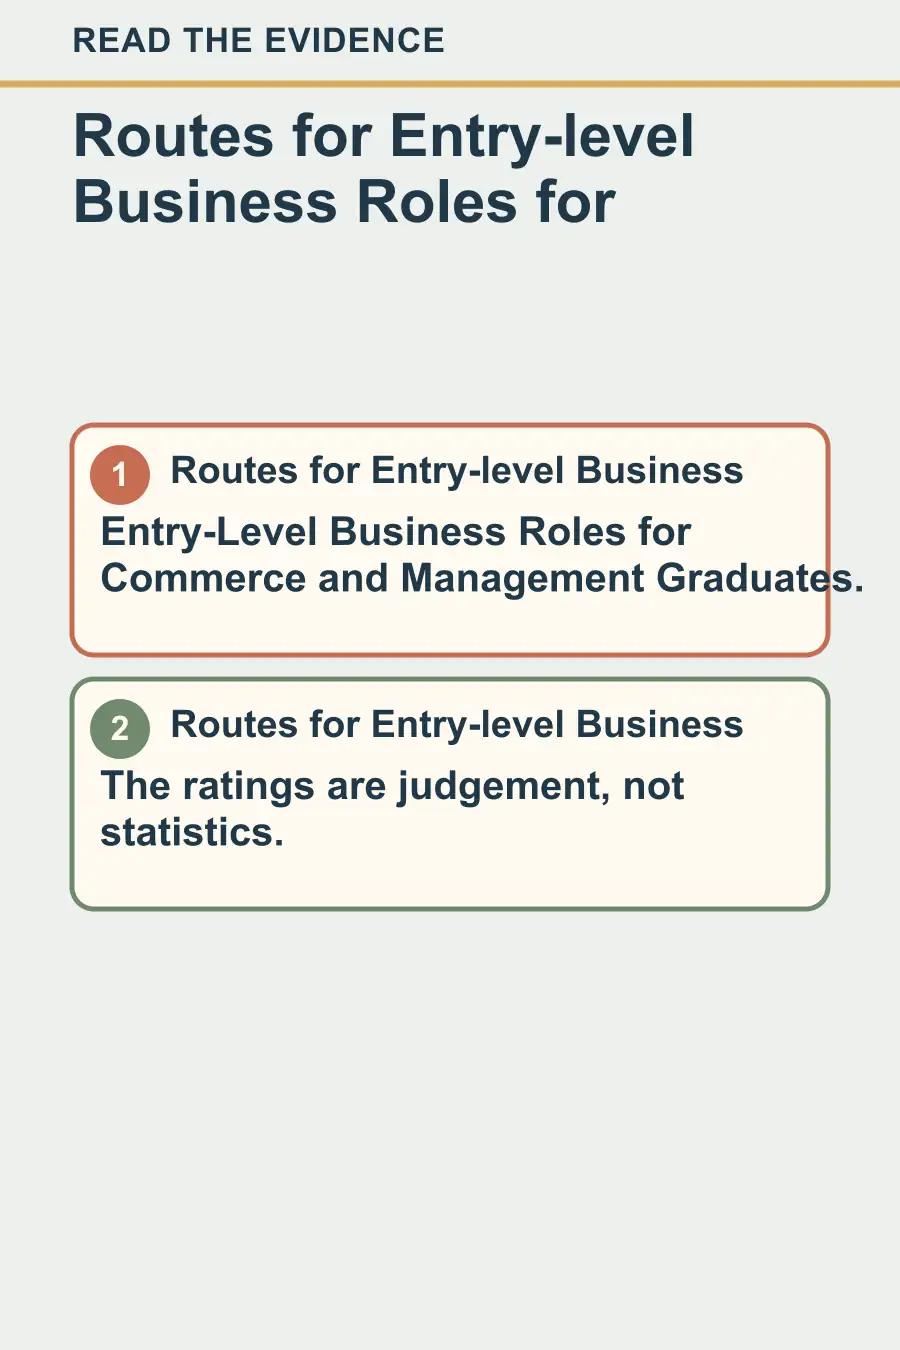 READ THE EVIDENCE
Routes for Entry-level
Business Roles for
1
Routes for Entry-level Business
Entry-Level Business Roles for
Commerce and Management Graduates.
2
Routes for Entry-level Business
The ratings are judgement, not
statistics.